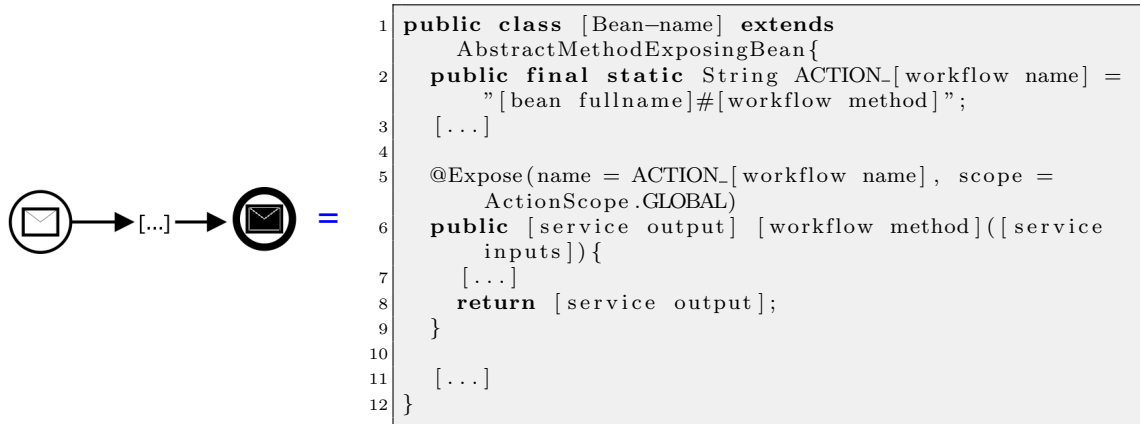 [...] =
1 public class [Bean−name] extends
AbstractMethodExposingBean{
2 public final static String ACTION_[workflow name] =
"[bean fullname]#[workflow method]";
3 [...]
4
5 @Expose(name = ACTION_[workflow name], scope =
ActionScope.GLOBAL)
6 public [service output] [workflow method]([service
inputs]){
7 [...]
8 return [service output];
9 }
10
11 [...]
12 }